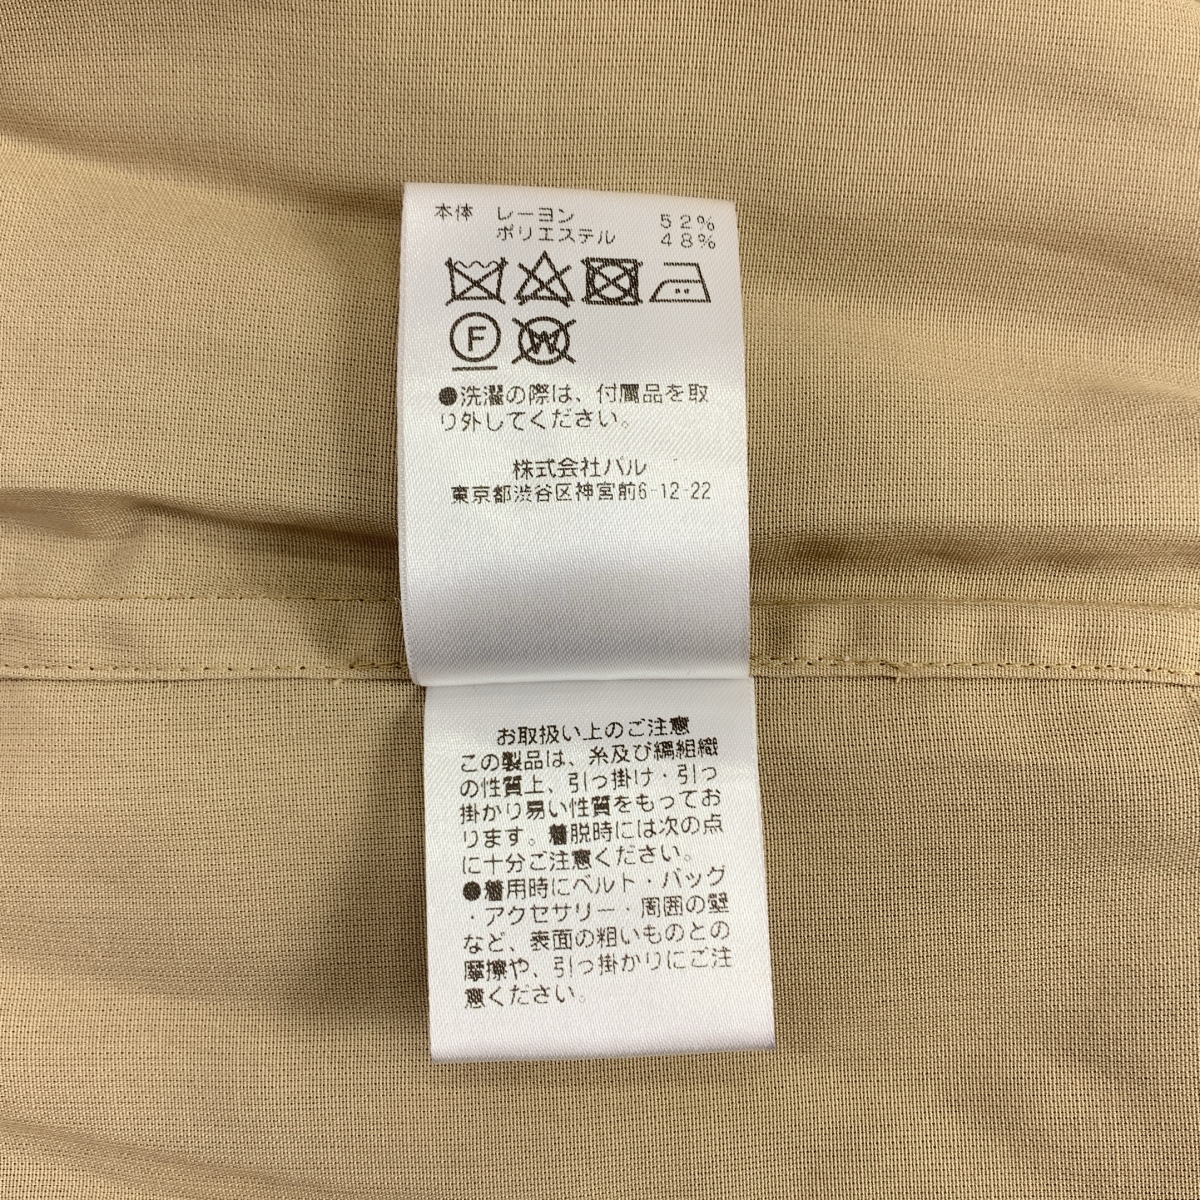 本体 レーヨン 52%
ポリエステル 48%
F W
●洗濯の際は、付属品を取
り外してください。
株式会社パル
東京都渋谷区神宮前6-12-22
お取扱い上のご注意
この製品は、糸及び編組織
の性質上、引っ掛け・引っ
掛かり易い性質をもってお
ります。着脱時には次の点
に十分ご注意ください。
●着用時にベルト・バッグ
・アクセサリー・周囲の壁
など、表面の粗いものとの
摩擦や、引っ掛かりにご注
意ください。